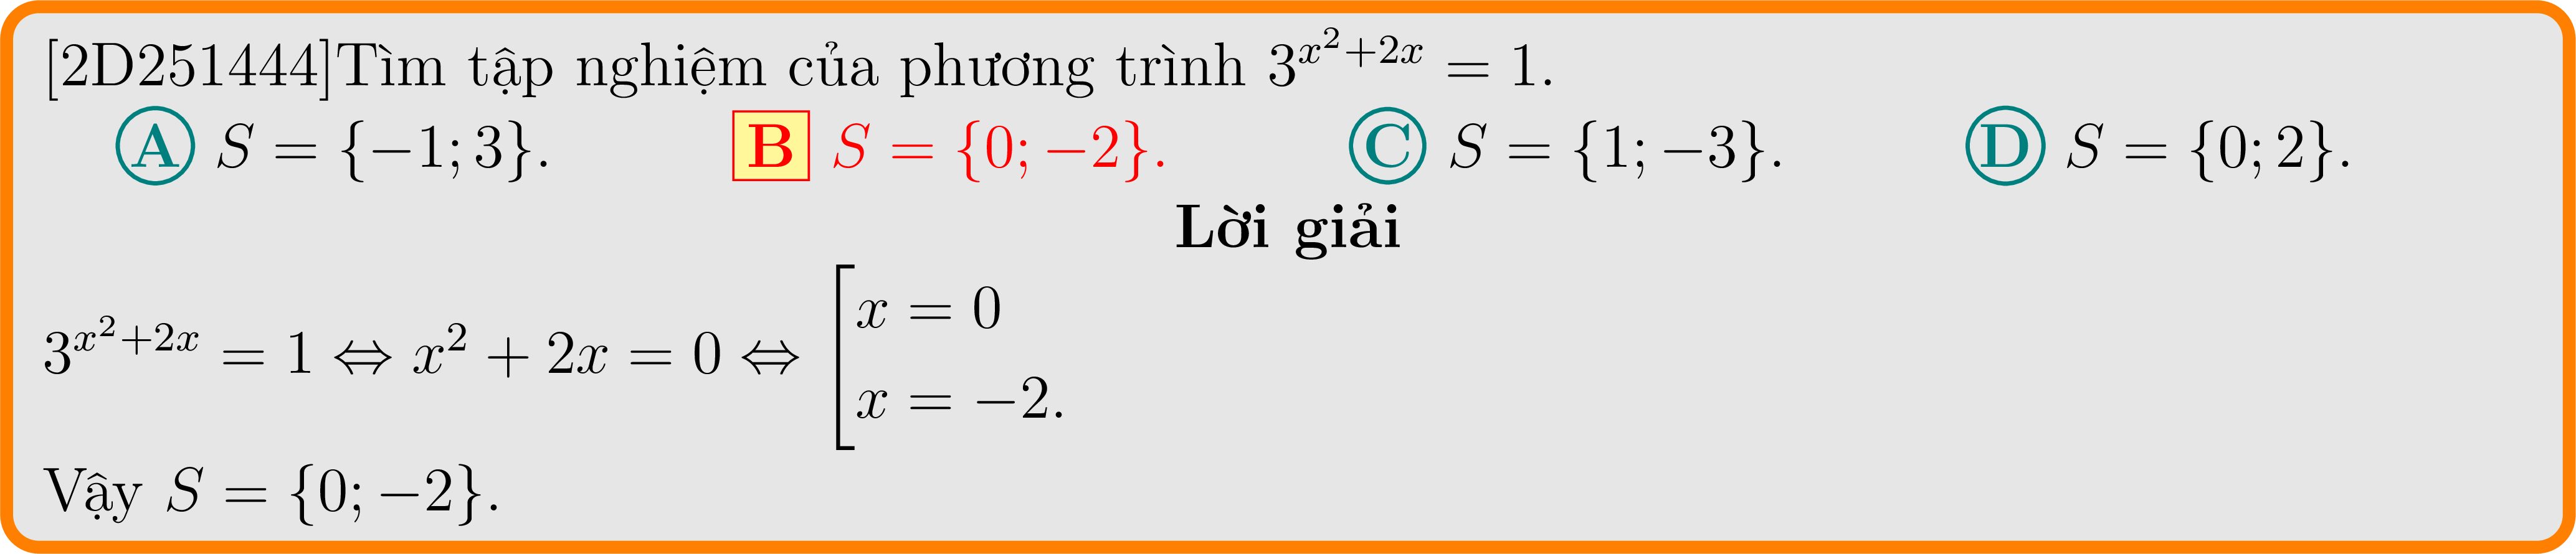 [2D251444]Tìm tập nghiệm của phương trình $3^{x^2+2x} = 1$.
A $S = \{-1; 3\}$. B $S = \{0; -2\}$. C $S = \{1; -3\}$. D $S = \{0; 2\}$.
Lời giải
$3^{x^2+2x} = 1 \Leftrightarrow x^2 + 2x = 0 \Leftrightarrow \left[\begin{array}{l} x = 0 \\ x = -2. \end{array}\right.$
Vậy $S = \{0; -2\}$.